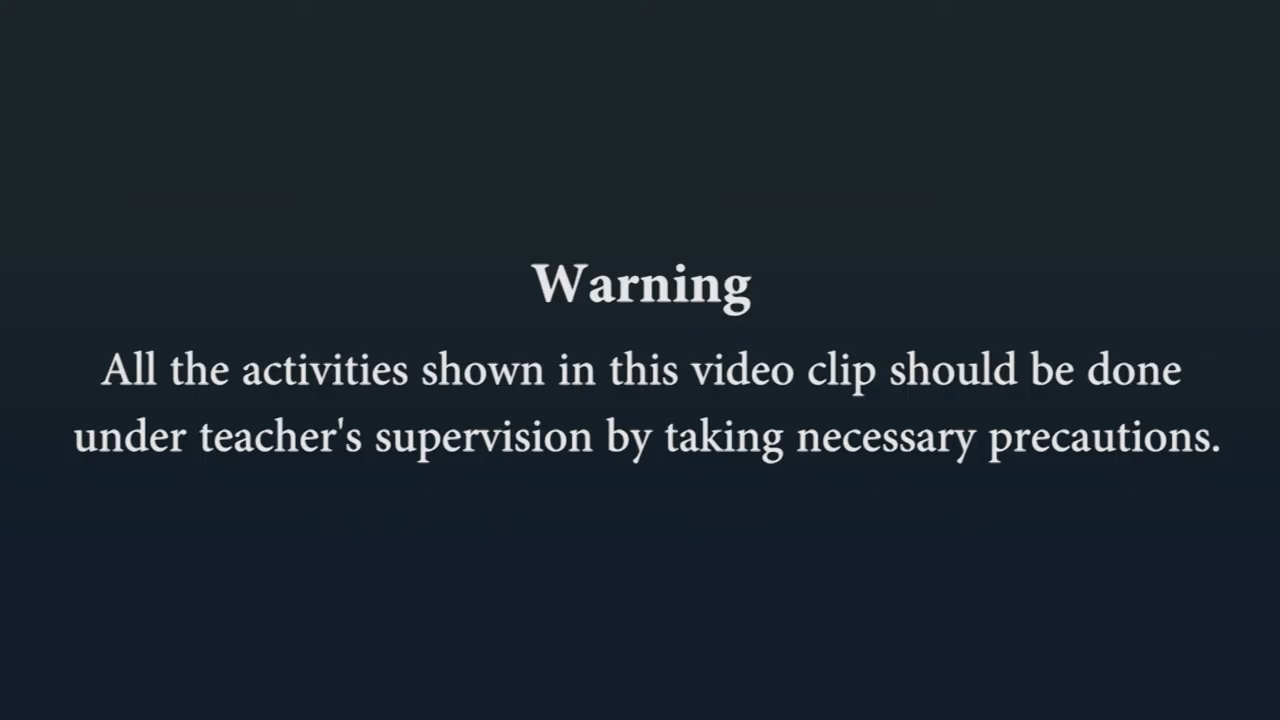 Warning
All the activities shown in this video clip should be done
under teacher's supervision by taking necessary precautions.